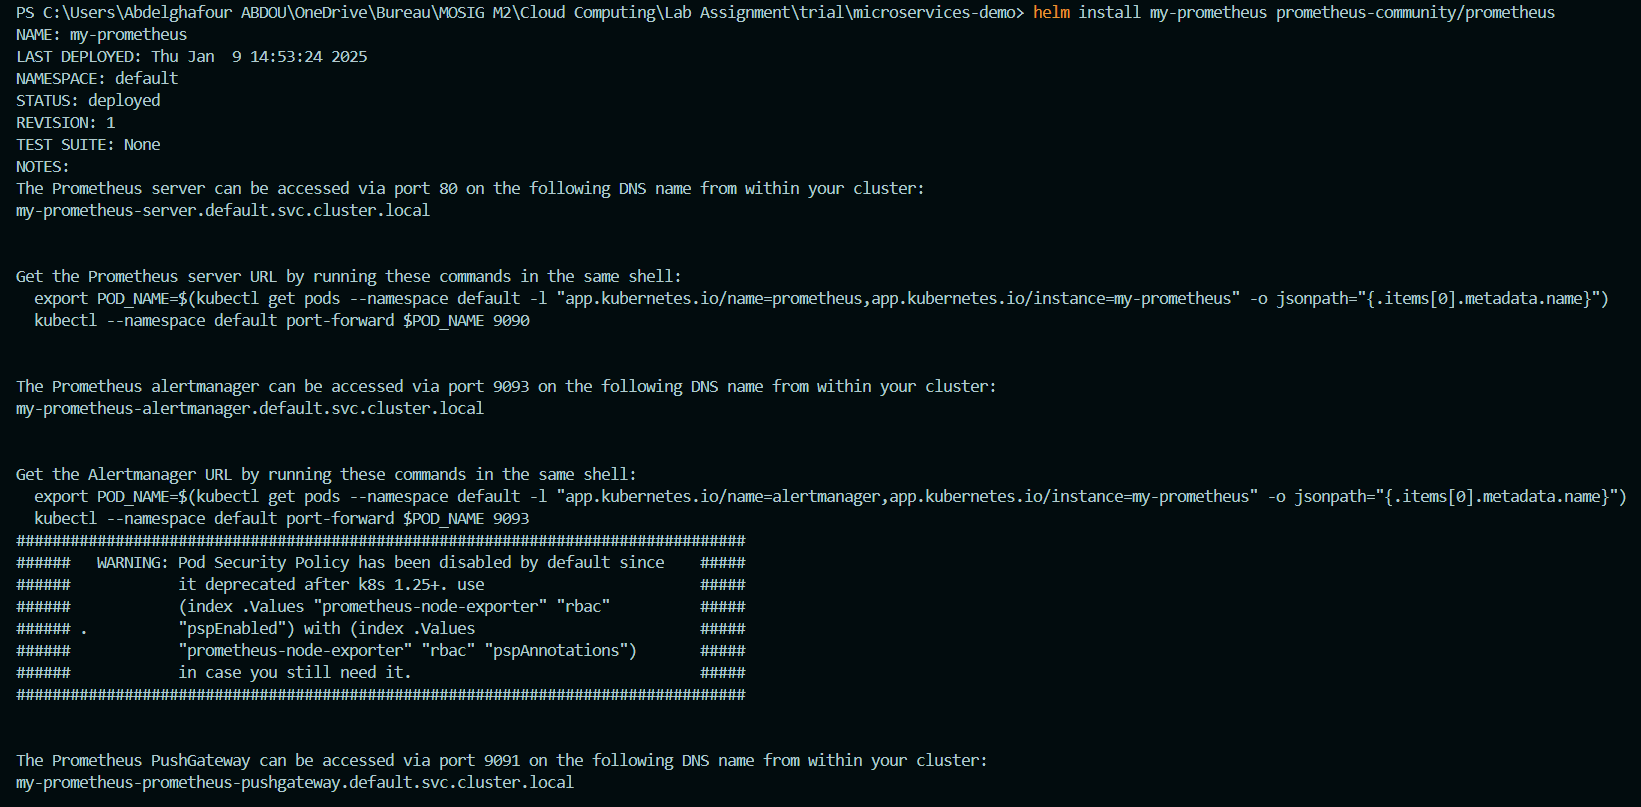 PS C:\Users\Abdelghafour ABDOU\OneDrive\Bureau\MOSIG M2\Cloud Computing\Lab Assignment\trial\microservices-demo> helm install my-prometheus prometheus-community/prometheus
NAME: my-prometheus
LAST DEPLOYED: Thu Jan  9 14:53:24 2025
NAMESPACE: default
STATUS: deployed
REVISION: 1
TEST SUITE: None
NOTES:
The Prometheus server can be accessed via port 80 on the following DNS name from within your cluster:
my-prometheus-server.default.svc.cluster.local
Get the Prometheus server URL by running these commands in the same shell:
  export POD_NAME=$(kubectl get pods --namespace default -l "app.kubernetes.io/name=prometheus,app.kubernetes.io/instance=my-prometheus" -o jsonpath="{.items[0].metadata.name}")
  kubectl --namespace default port-forward $POD_NAME 9090
The Prometheus alertmanager can be accessed via port 9093 on the following DNS name from within your cluster:
my-prometheus-alertmanager.default.svc.cluster.local
Get the Alertmanager URL by running these commands in the same shell:
  export POD_NAME=$(kubectl get pods --namespace default -l "app.kubernetes.io/name=alertmanager,app.kubernetes.io/instance=my-prometheus" -o jsonpath="{.items[0].metadata.name}")
  kubectl --namespace default port-forward $POD_NAME 9093
#################################################################################
######   WARNING: Pod Security Policy has been disabled by default since    #####
######            it deprecated after k8s 1.25+. use                        #####
######            (index .Values "prometheus-node-exporter" "rbac"          #####
###### .          "pspEnabled") with (index .Values                         #####
######            "prometheus-node-exporter" "rbac" "pspAnnotations")       #####
######            in case you still need it.                                #####
#################################################################################
The Prometheus PushGateway can be accessed via port 9091 on the following DNS name from within your cluster:
my-prometheus-prometheus-pushgateway.default.svc.cluster.local